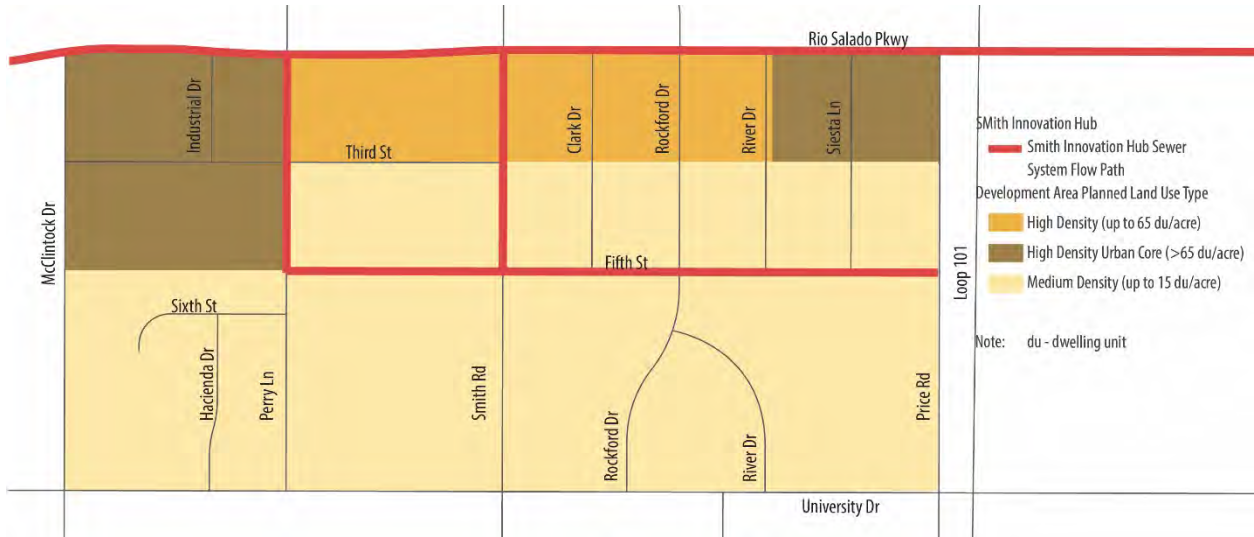 Rio Salado Pkwy
Industrial Dr
Third St
Clark Dr
Rockford Dr
River Dr
Siesta Ln
McClintock Dr
Fifth St
Loop 101
Sixth St
Hacienda Dr
Perry Ln
Smith Rd
Rockford Dr
River Dr
Price Rd
University Dr
SMith Innovation Hub
Smith Innovation Hub Sewer
System Flow Path
Development Area Planned Land Use Type
High Density (up to 65 du/acre)
High Density Urban Core (>65 du/acre)
Medium Density (up to 15 du/acre)
Note: du - dwelling unit